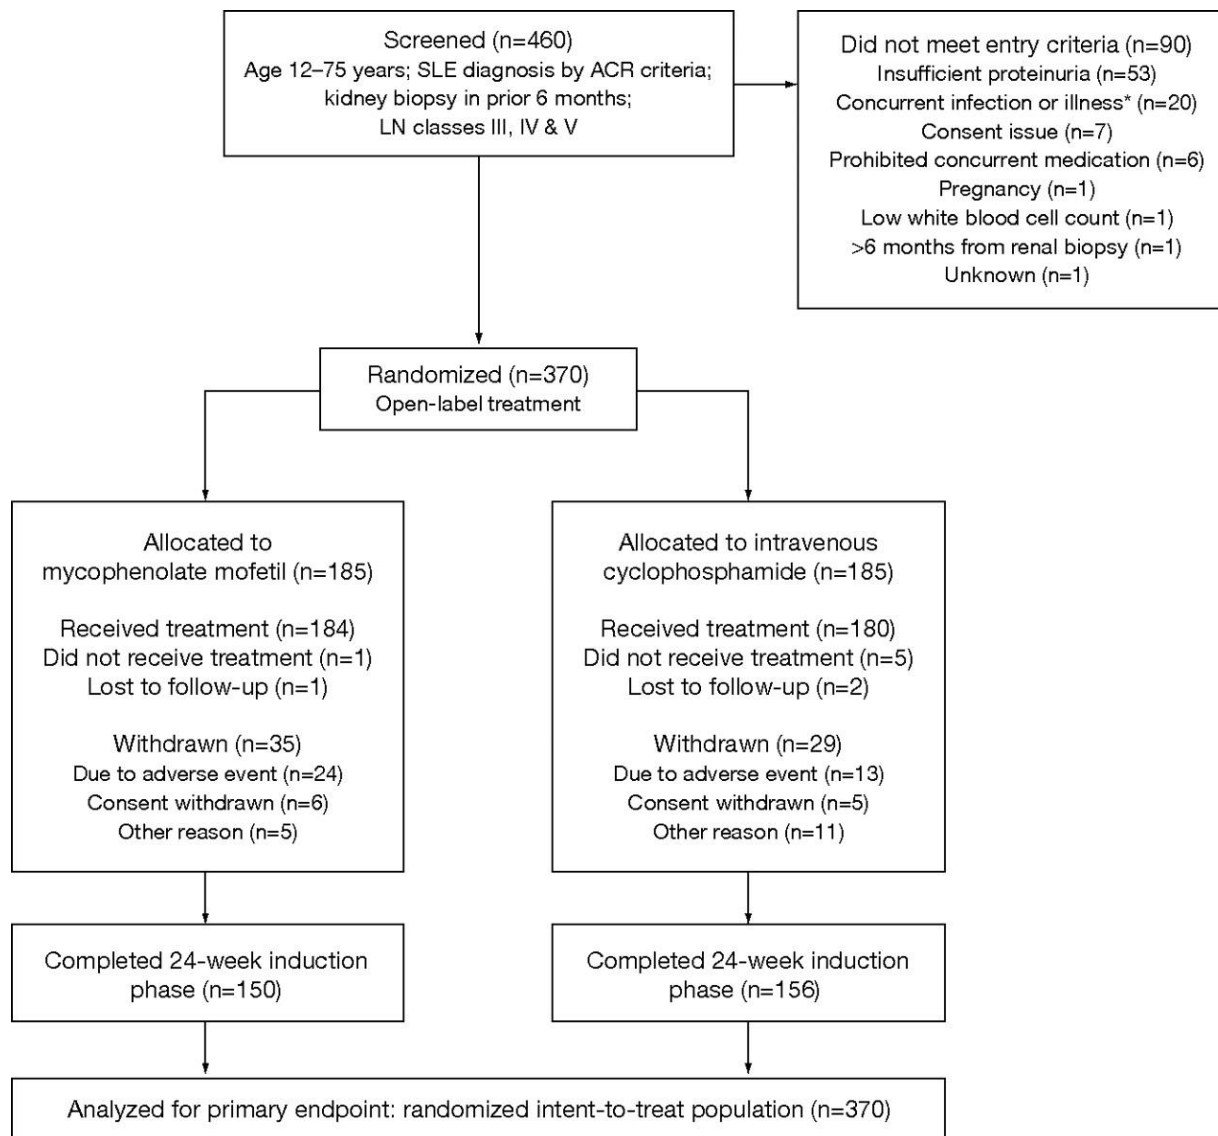 Screened (n=460)
Age 12–75 years; SLE diagnosis by ACR criteria;
kidney biopsy in prior 6 months;
LN classes III, IV & V
Did not meet entry criteria (n=90)
Insufficient proteinuria (n=53)
Concurrent infection or illness* (n=20)
Consent issue (n=7)
Prohibited concurrent medication (n=6)
Pregnancy (n=1)
Low white blood cell count (n=1)
>6 months from renal biopsy (n=1)
Unknown (n=1)
Randomized (n=370)
Open-label treatment
Allocated to
mycophenolate mofetil (n=185)
Received treatment (n=184)
Did not receive treatment (n=1)
Lost to follow-up (n=1)
Withdrawn (n=35)
Due to adverse event (n=24)
Consent withdrawn (n=6)
Other reason (n=5)
Allocated to intravenous
cyclophosphamide (n=185)
Received treatment (n=180)
Did not receive treatment (n=5)
Lost to follow-up (n=2)
Withdrawn (n=29)
Due to adverse event (n=13)
Consent withdrawn (n=5)
Other reason (n=11)
Completed 24-week induction
phase (n=150)
Completed 24-week induction
phase (n=156)
Analyzed for primary endpoint: randomized intent-to-treat population (n=370)